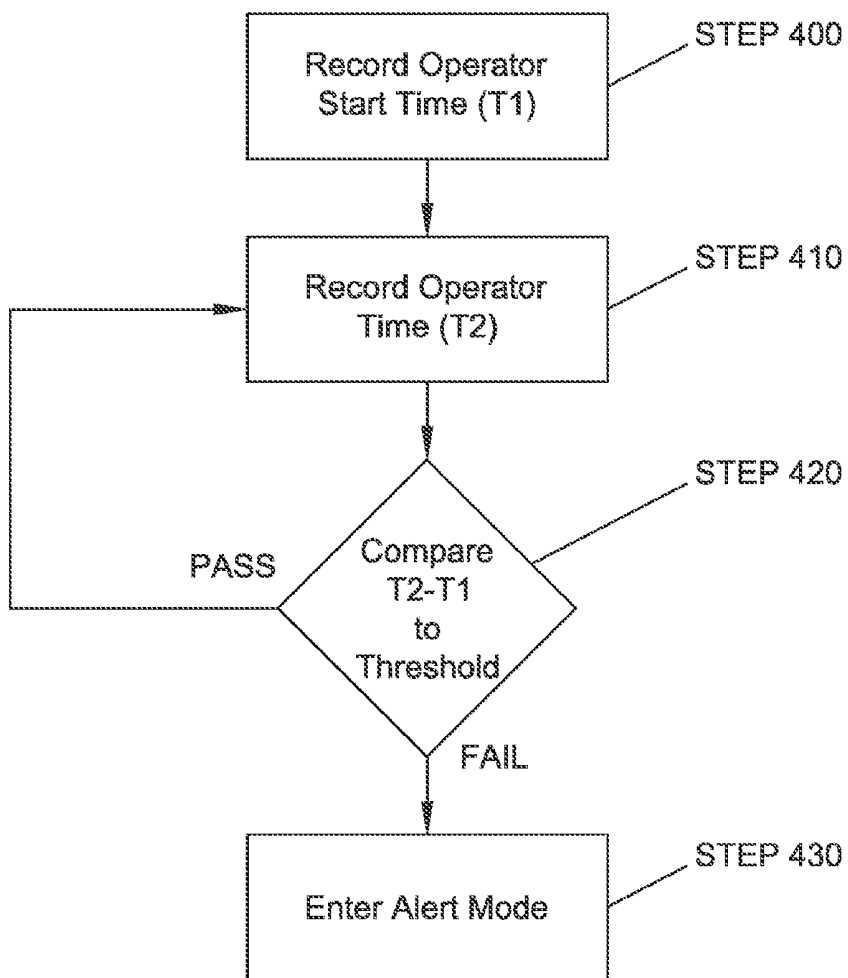 STEP 400
Record Operator
Start Time (T1)
STEP 410
Record Operator
Time (T2)
STEP 420
PASS
Compare
T2-T1
to
Threshold
FAIL
STEP 430
Enter Alert Mode